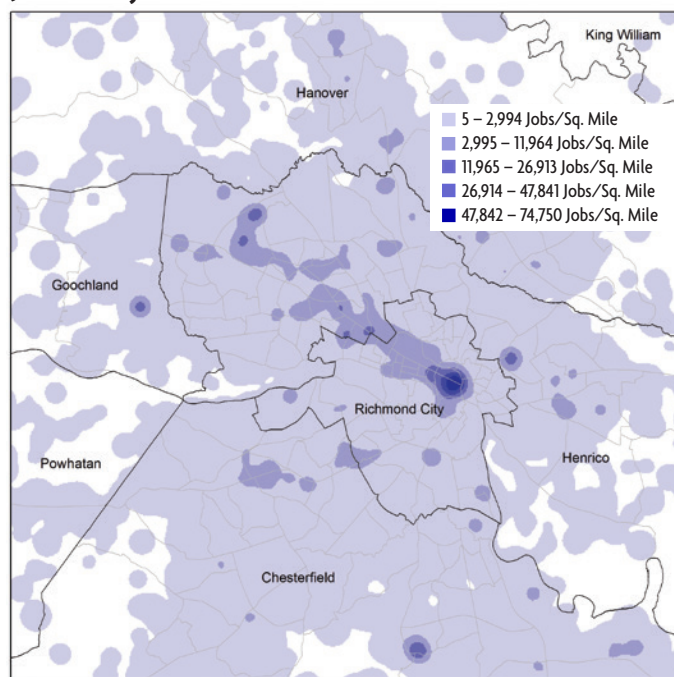 King William
Hanover
5 – 2,994 Jobs/Sq. Mile
2,995 – 11,964 Jobs/Sq. Mile
11,965 – 26,913 Jobs/Sq. Mile
26,914 – 47,841 Jobs/Sq. Mile
47,842 – 74,750 Jobs/Sq. Mile
Goochland
Richmond City
Powhatan
Henrico
Chesterfield